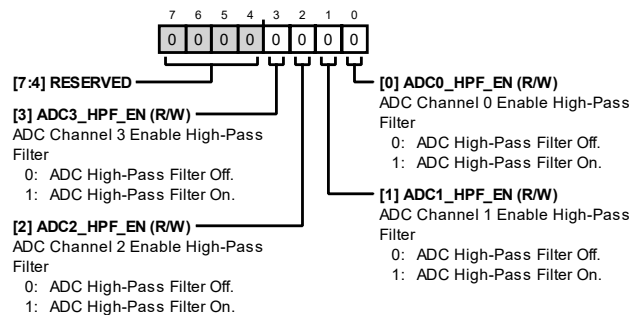 7 6 5 4 3 2 1 0
0 0 0 0 0 0 0 0
[7:4] RESERVED
[3] ADC3_HPF_EN (R/W)
ADC Channel 3 Enable High-Pass
Filter
0: ADC High-Pass Filter Off.
1: ADC High-Pass Filter On.
[2] ADC2_HPF_EN (R/W)
ADC Channel 2 Enable High-Pass
Filter
0: ADC High-Pass Filter Off.
1: ADC High-Pass Filter On.
[0] ADC0_HPF_EN (R/W)
ADC Channel 0 Enable High-Pass
Filter
0: ADC High-Pass Filter Off.
1: ADC High-Pass Filter On.
[1] ADC1_HPF_EN (R/W)
ADC Channel 1 Enable High-Pass
Filter
0: ADC High-Pass Filter Off.
1: ADC High-Pass Filter On.